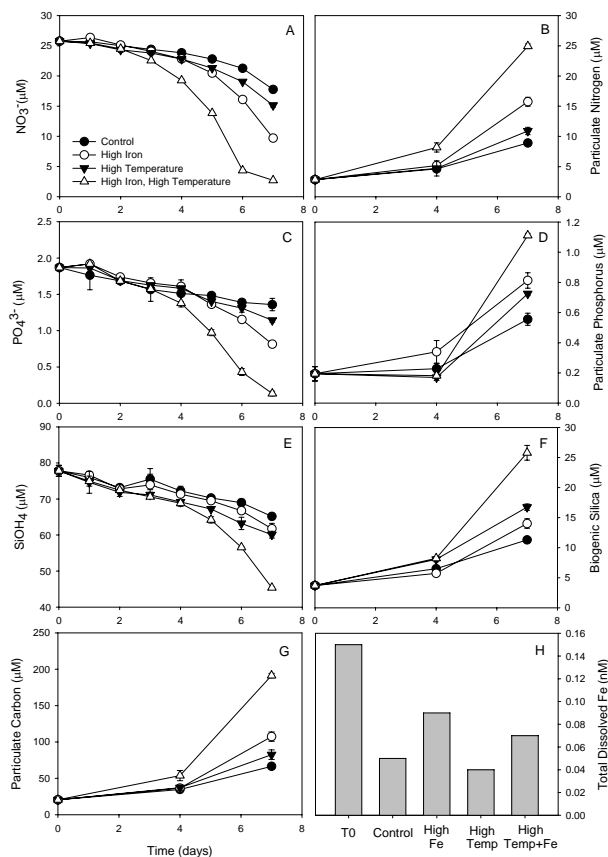 30
25
20
15
10
5
0
NO3-(μM)
A
Control
High Iron
High Temperature
High Iron, High Temperature
0 2 4 6 8
B
30
25
20
15
10
5
0
Particulate Nitrogen (μM)
0 2 4 6 8
2.0
1.5
1.0
0.5
0.0
PO43- (μM)
C
0 2 4 6 8
D
1.2
1.0
0.8
0.6
0.4
0.2
0.0
Particulate Phosphorus (μM)
0 2 4 6 8
90
80
70
60
50
40
SiOH4 (μM)
E
0 2 4 6 8
F
30
25
20
15
10
5
0
Biogenic Silica (μM)
0 2 4 6 8
250
200
150
100
50
0
Particulate Carbon (μM)
G
0 2 4 6 8
Time (days)
H
0.16
0.14
0.12
0.10
0.08
0.06
0.04
0.02
0.00
Total Dissolved Fe (nM)
T0 Control High High High
Fe Temp Temp+Fe